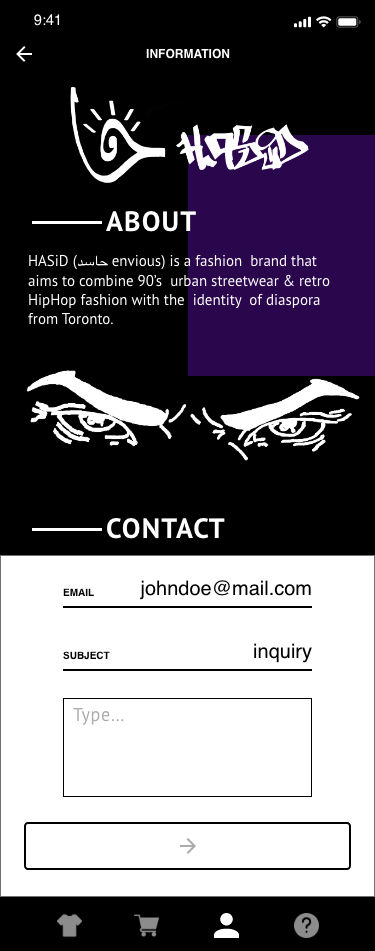 9:41
INFORMATION
HASiD
ABOUT
HASiD (حاسد envious) is a fashion  brand that
aims to combine 90’s  urban streetwear & retro
HipHop fashion with the  identity  of diaspora
from Toronto.
CONTACT
EMAIL johndoe@mail.com
SUBJECT inquiry
Type...
?